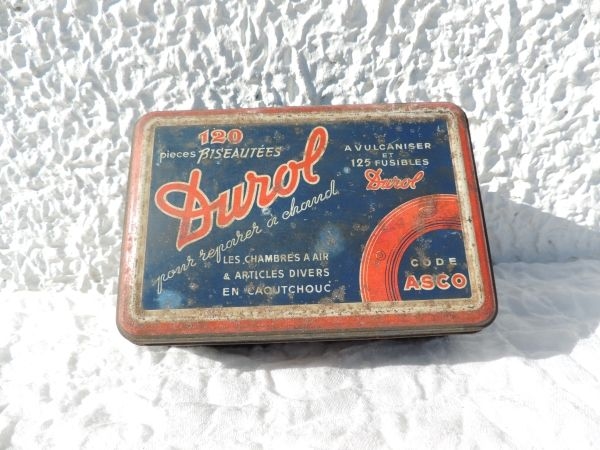 120
pieces BISEAUTÉES
Durol
pour reparer à chaud
LES CHAMBRES A AIR
& ARTICLES DIVERS
EN "CAOUTCHOUC"
A VULCANISER
ET
125 FUSIBLES
Durol
CODE
ASCO